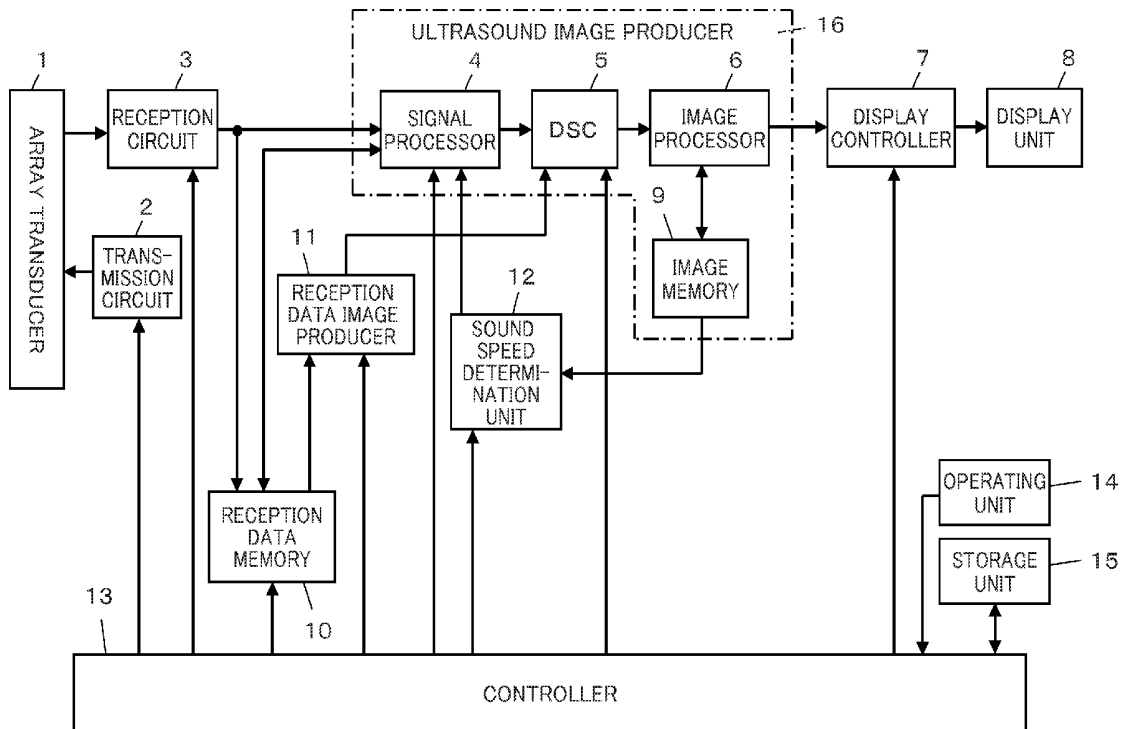 ULTRASOUND IMAGE PRODUCER
16
1
3
4
5
6
7
8
ARRAY TRANSDUCER
RECEPTION
CIRCUIT
SIGNAL
PROCESSOR
DSC
IMAGE
PROCESSOR
DISPLAY
CONTROLLER
DISPLAY
UNIT
2
TRANS-
MISSION
CIRCUIT
11
RECEPTION
DATA IMAGE
PRODUCER
12
SOUND
SPEED
DETERMI-
NATION
UNIT
9
IMAGE
MEMORY
RECEPTION
DATA
MEMORY
10
OPERATING
UNIT
14
STORAGE
UNIT
15
13
CONTROLLER